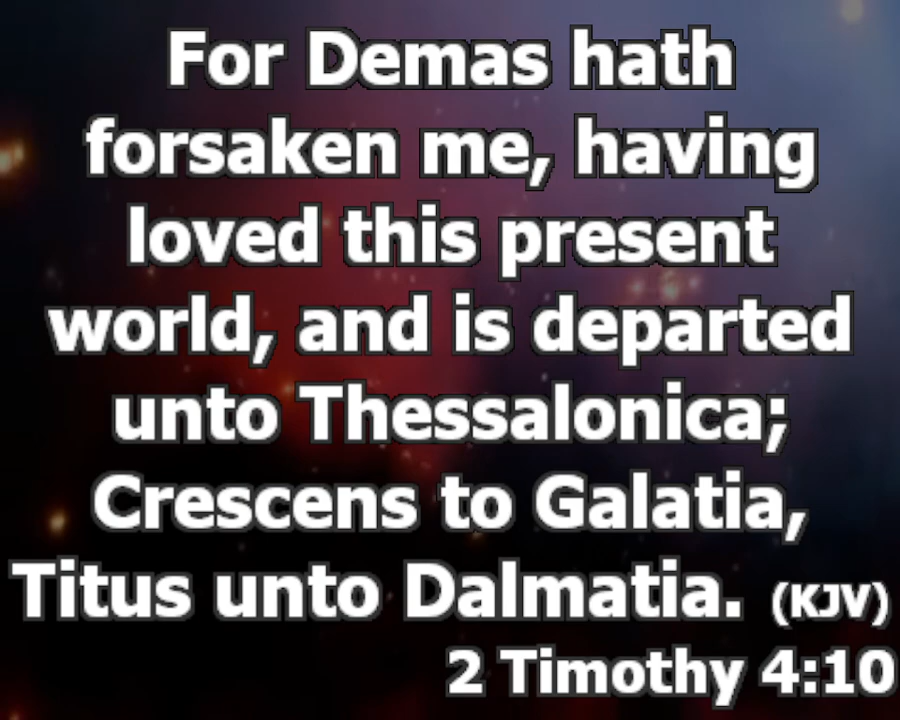 For Demas hath
forsaken me, having
loved this present
world, and is departed
unto Thessalonica;
Crescens to Galatia,
Titus unto Dalmatia. (KJV)
2 Timothy 4:10